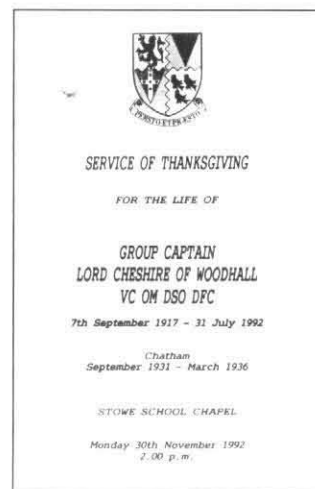 PERSTO ET PRÆSTO
SERVICE OF THANKSGIVING
FOR THE LIFE OF
GROUP CAPTAIN
LORD CHESHIRE OF WOODHALL
VC OM DSO DFC
7th September 1917 - 31 July 1992
Chatham
September 1931 - March 1936
STOWE SCHOOL CHAPEL
Monday 30th November 1992
2.00 p.m.